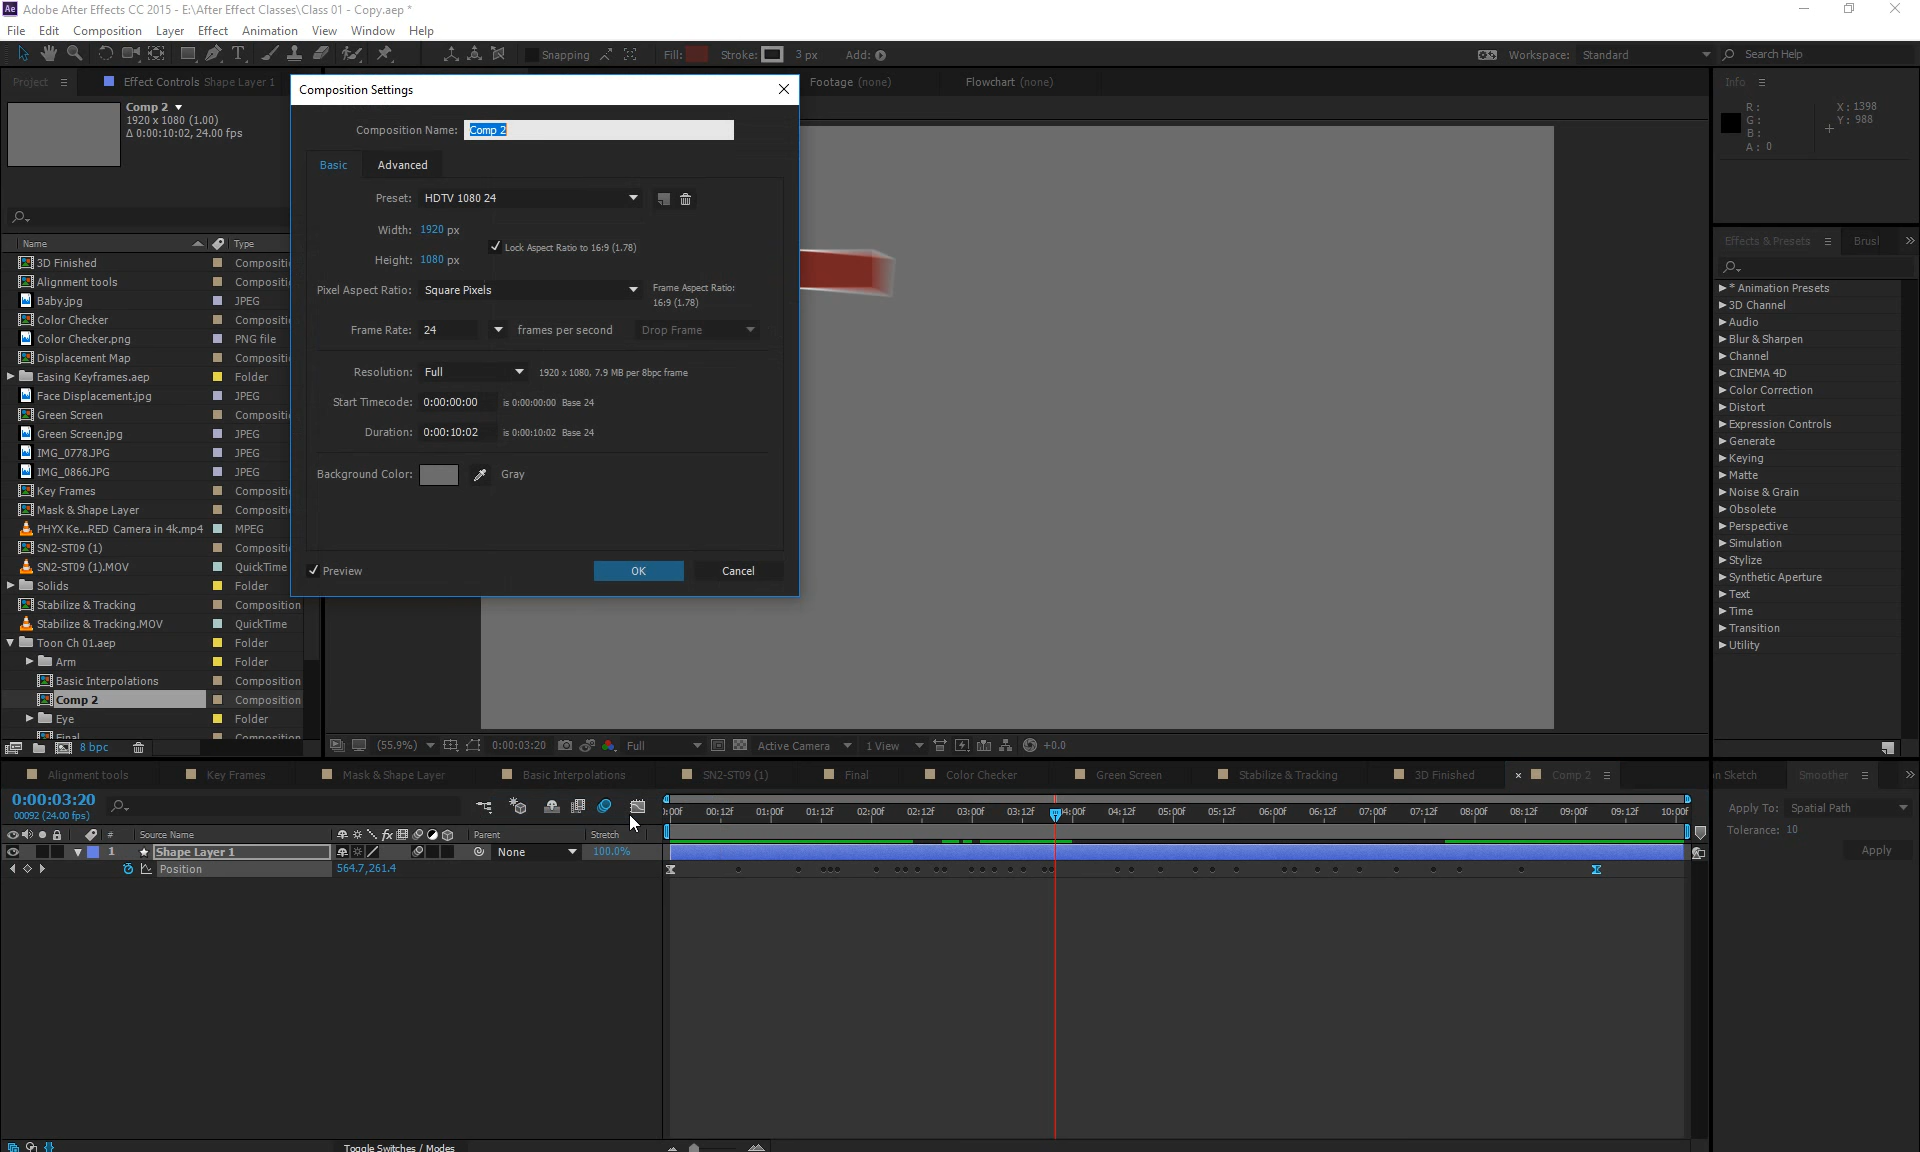 Ae Adobe After Effects CC 2015 - E:\After Effect Classes\Class 01 - Copy.aep *
File Edit Composition Layer Effect Animation View Window Help
T Snapping Fill: Stroke: 3 px Add: Workspace: Standard Search Help
Project Effect Controls Shape Layer 1
Footage (none) Flowchart (none)
Comp 2
1920 x 1080 (1.00)
Δ 0:00:10:02, 24.00 fps)
Name Type
3D Finished Compositi
Alignment tools Compositi
Baby.jpg JPEG
Color Checker Compositi
Color Checker.png PNG file
Displacement Map Compositi
Easing Keyframes.aep Folder
Face Displacement.jpg JPEG
Green Screen Compositi
Green Screen.jpg JPEG
IMG_0778.JPG JPEG
IMG_0866.JPG JPEG
Key Frames Compositi
Mask & Shape Layer Compositi
PHYX Ke...RED Camera in 4k.mp4 MPEG
SN2-ST09 (1) Compositi
SN2-ST09 (1).MOV QuickTime
Solids Folder
Stabilize & Tracking Composition
Stabilize & Tracking.MOV QuickTime
Toon Ch 01.aep Folder
Arm Folder
Basic Interpolations Composition
Comp 2 Composition
Eye Folder
Final Composition
8 bpc
Composition Settings
Composition Name: Comp 2
Basic Advanced
Preset: HDTV 1080 24
Width: 1920 px
Lock Aspect Ratio to 16:9 (1.78)
Height: 1080 px
Pixel Aspect Ratio: Square Pixels
Frame Aspect Ratio:
16:9 (1.78)
Frame Rate: 24 frames per second Drop Frame
Resolution: Full 1920 x 1080, 7.9 MB per 8bpc frame
Start Timecode: 0:00:00:00 is 0:00:00:00 Base 24
Duration: 0:00:10:02 is 0:00:10:02 Base 24
Background Color: Gray
Preview OK Cancel
(55.9%) 0:00:03:20 Full Active Camera 1 View +0.0
Info
R:
G:
B:
A: 0
X: 1398
Y: 988
Effects & Presets Brusl
* Animation Presets
3D Channel
Audio
Blur & Sharpen
Channel
CINEMA 4D
Color Correction
Distort
Expression Controls
Generate
Keying
Matte
Noise & Grain
Obsolete
Perspective
Simulation
Stylize
Synthetic Aperture
Text
Time
Transition
Utility
Alignment tools Key Frames Mask & Shape Layer Basic Interpolations SN2-ST09 (1) Final Color Checker Green Screen Stabilize & Tracking 3D Finished Comp 2
n Sketch Smoother
0:00:03:20
00092 (24.00 fps)
:00f 00:12f 01:00f 01:12f 02:00f 02:12f 03:00f 03:12f 04:00f 04:12f 05:00f 05:12f 06:00f 06:12f 07:00f 07:12f 08:00f 08:12f 09:00f 09:12f 10:00f
# Source Name fx Parent Stretch
1 Shape Layer 1 None 100.0%
Position 564.7,261.4
Apply To: Spatial Path
Tolerance: 10
Apply
Toggle Switches / Modes